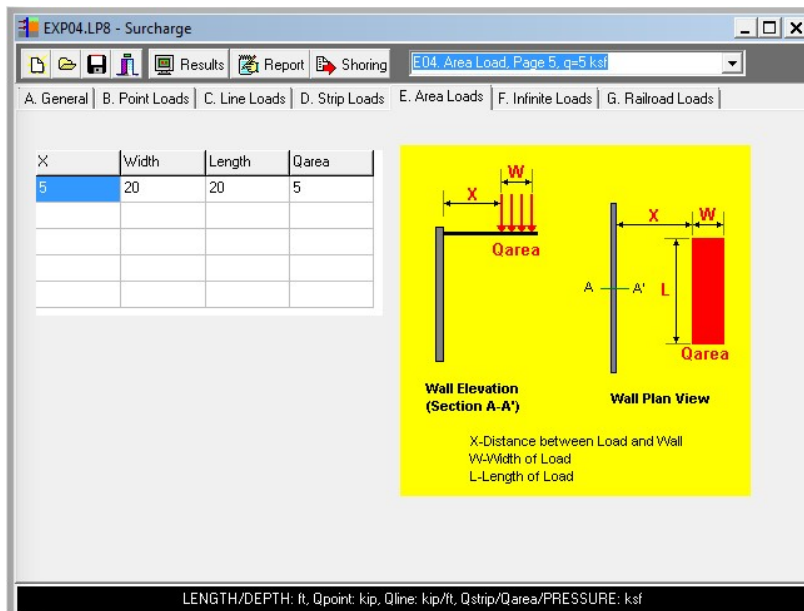 EXP04.LP8 - Surcharge
Results Report Shoring E04. Area Load, Page 5, q=5 ksf
A. General B. Point Loads C. Line Loads D. Strip Loads E. Area Loads F. Infinite Loads G. Railroad Loads
X Width Length Qarea
5 20 20 5
W
X
Qarea
X W
A A' L
Qarea
Wall Elevation
(Section A-A')
Wall Plan View
X-Distance between Load and Wall
W-Width of Load
L-Length of Load
LENGTH/DEPTH: ft, Qpoint: kip, Qline: kip/ft, Qstrip/Qarea/PRESSURE: ksf